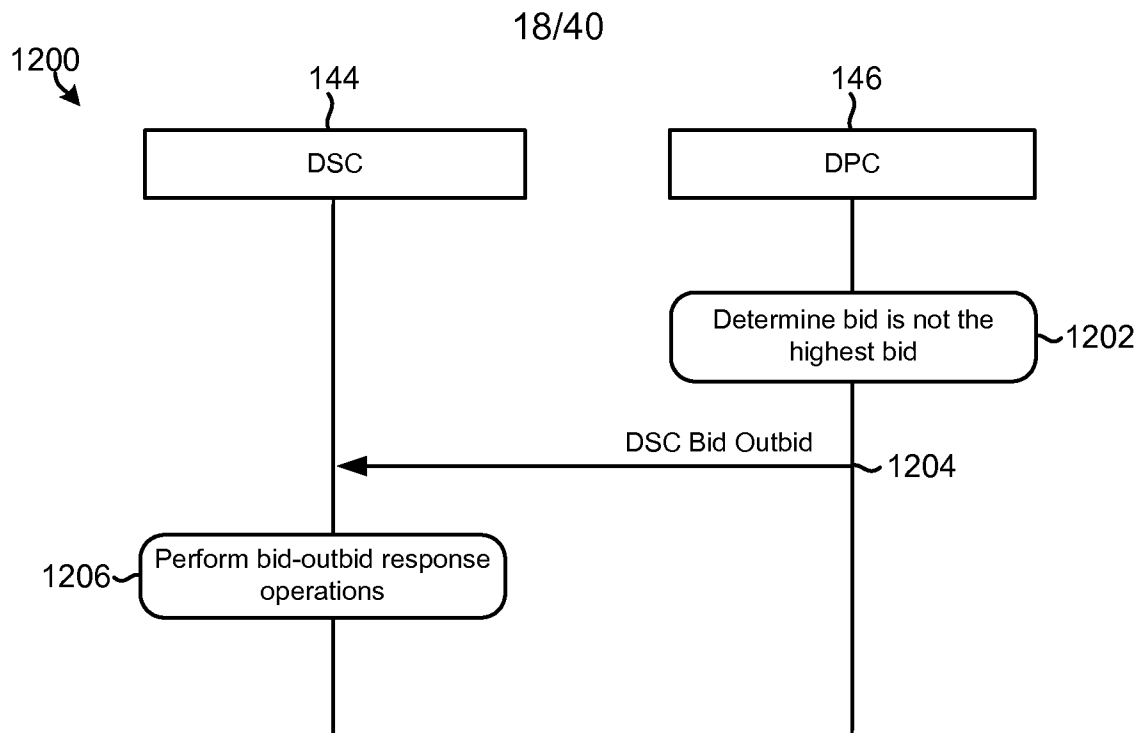 18/40
1200
144
146
DSC
DPC
Determine bid is not the
highest bid
1202
DSC Bid Outbid
1204
Perform bid-outbid response
operations
1206